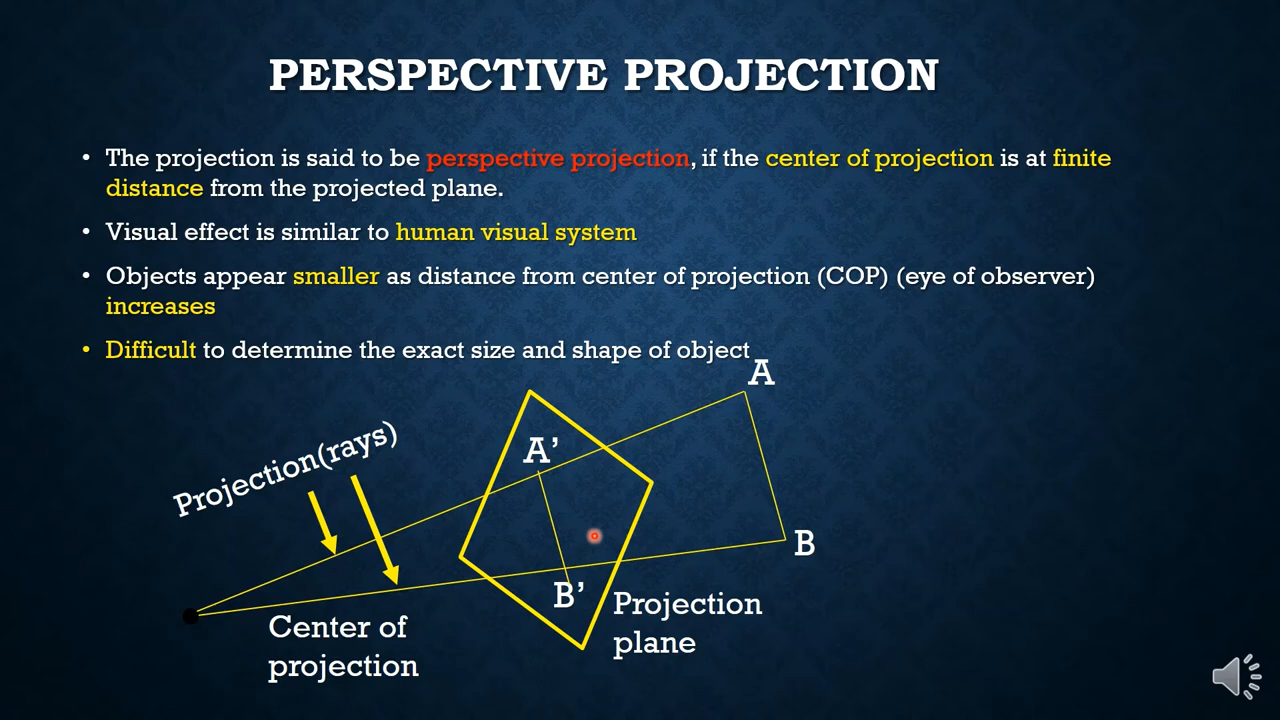 PERSPECTIVE PROJECTION
• The projection is said to be perspective projection, if the center of projection is at finite
distance from the projected plane.
• Visual effect is similar to human visual system
• Objects appear smaller as distance from center of projection (COP) (eye of observer)
increases
• Difficult to determine the exact size and shape of object
A
Projection(rays)
A’
B
B’
Projection
plane
Center of
projection